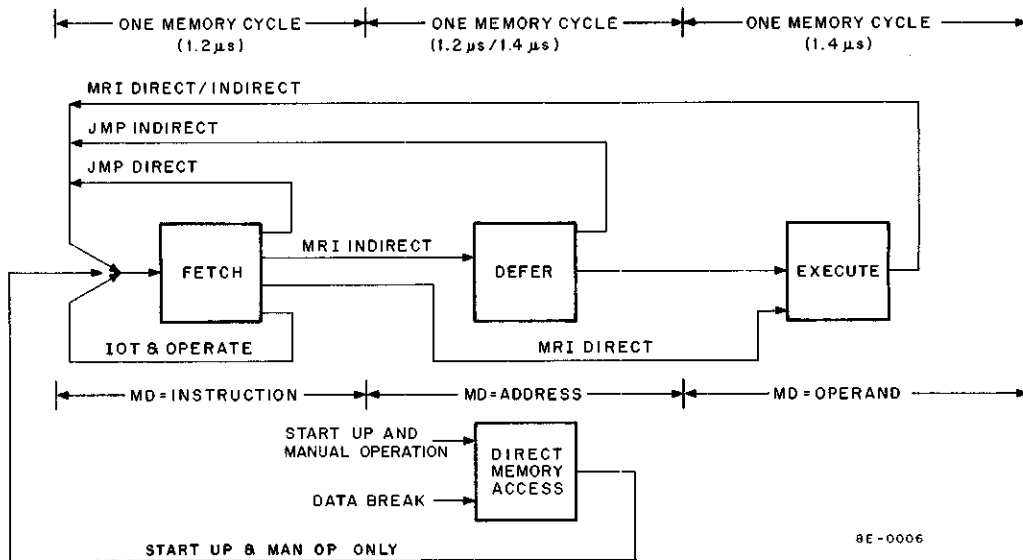 ONE MEMORY CYCLE
(1.2 µs)
ONE MEMORY CYCLE
(1.2 µs/1.4 µs)
ONE MEMORY CYCLE
(1.4 µs)
MRI DIRECT/INDIRECT
JMP INDIRECT
JMP DIRECT
FETCH
MRI INDIRECT
DEFER
EXECUTE
IOT & OPERATE
MRI DIRECT
MD=INSTRUCTION
MD=ADDRESS
MD=OPERAND
START UP AND
MANUAL OPERATION
DATA BREAK
DIRECT
MEMORY
ACCESS
START UP & MAN OP ONLY
8E-0006